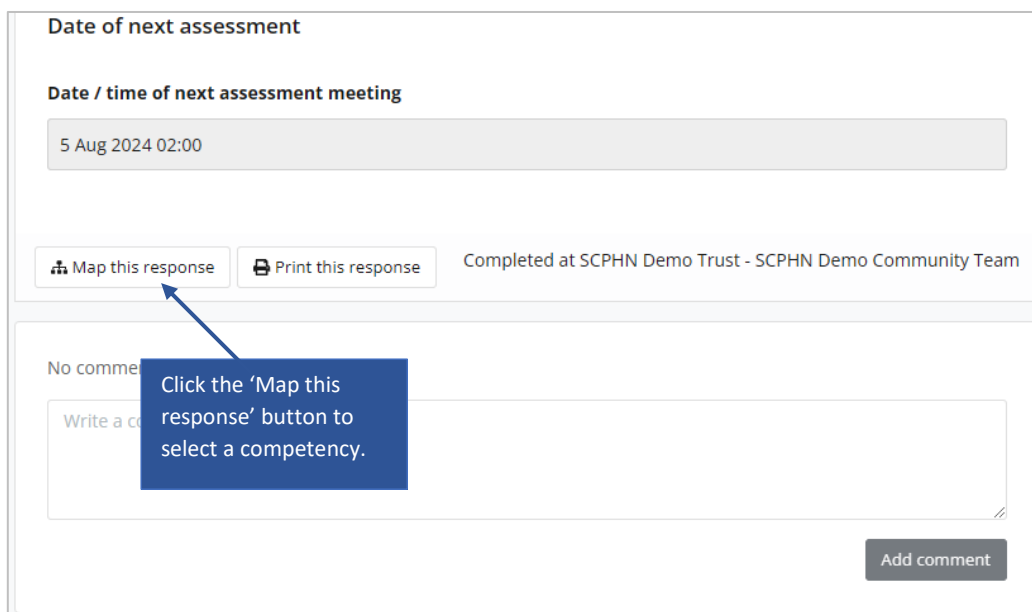 Date of next assessment
Date / time of next assessment meeting
5 Aug 2024 02:00
Map this response
Print this response
Completed at SCPHN Demo Trust - SCPHN Demo Community Team
No
Click the ‘Map this
response’ button to
select a competency.
Write a
Add comment